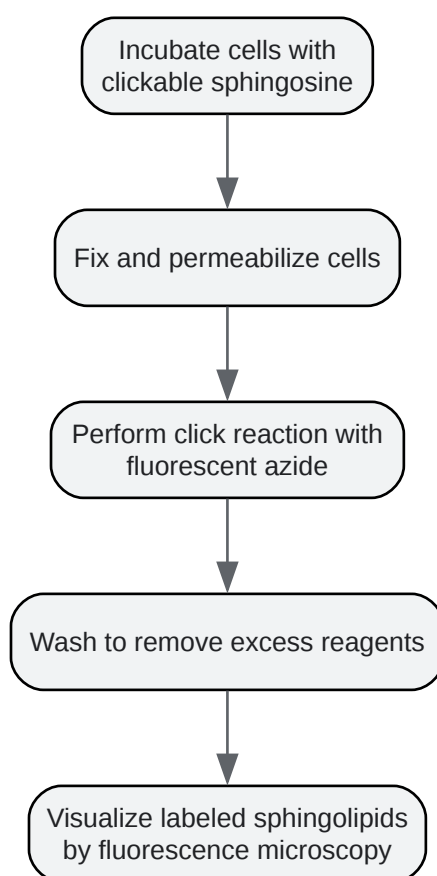 Incubate cells with
clickable sphingosine
Fix and permeabilize cells
Perform click reaction with
fluorescent azide
Wash to remove excess reagents
Visualize labeled sphingolipids
by fluorescence microscopy